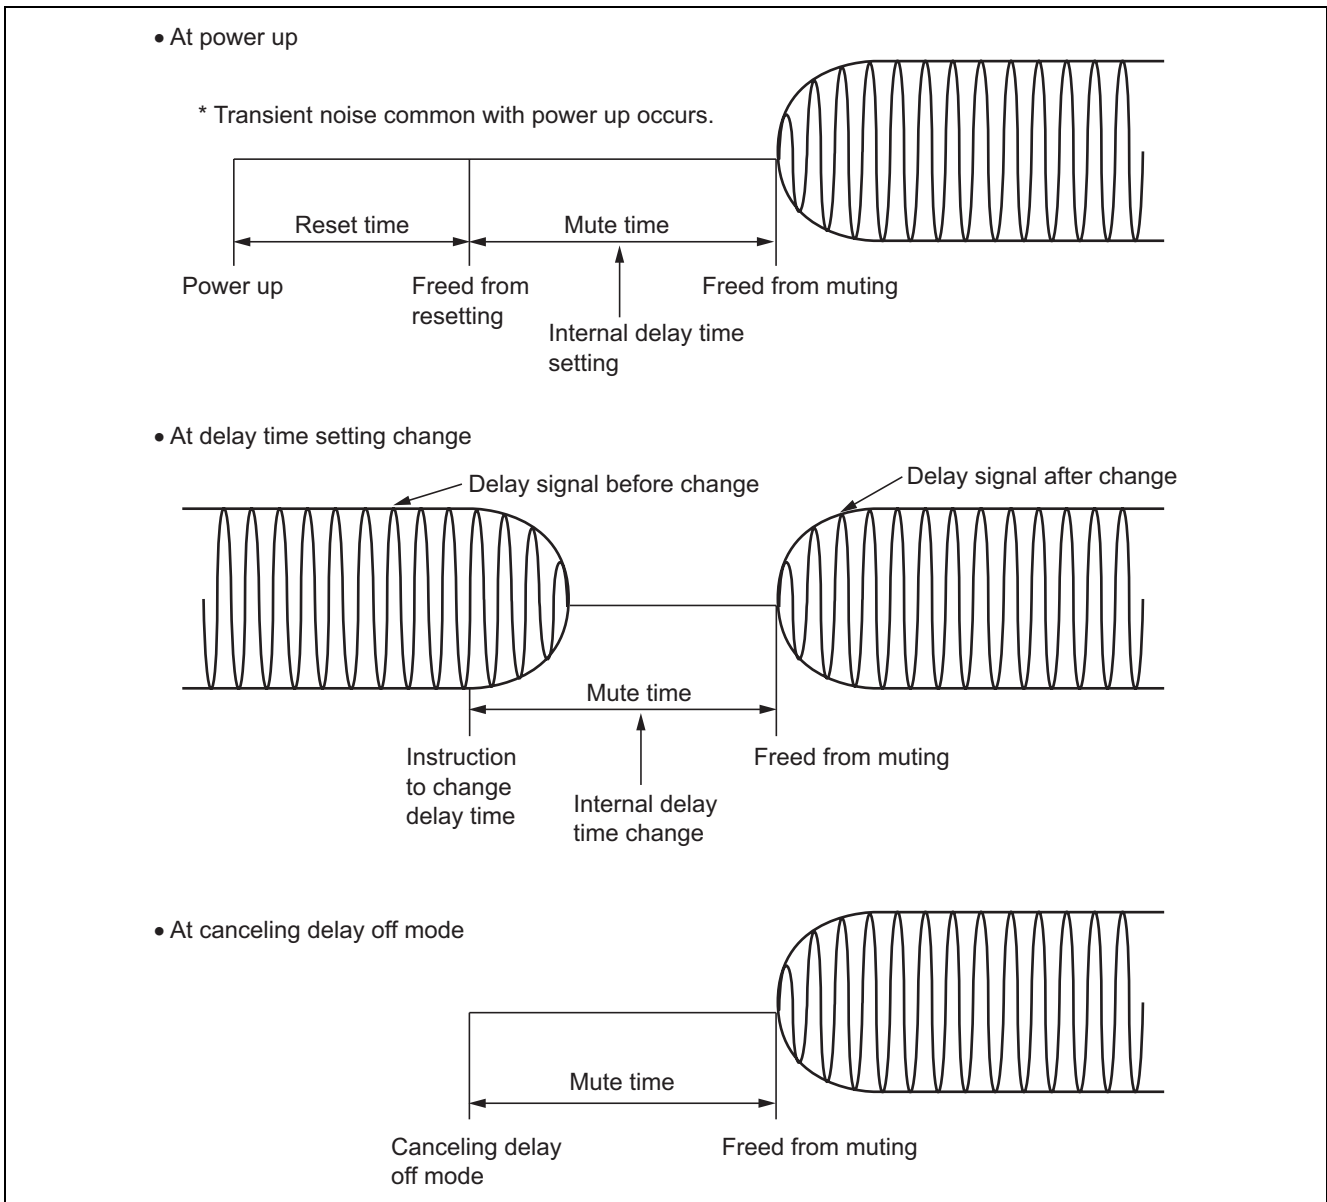 • At power up
* Transient noise common with power up occurs.
Reset time
Mute time
Power up
Freed from
resetting
Freed from muting
Internal delay time
setting
• At delay time setting change
Delay signal before change
Delay signal after change
Mute time
Instruction
to change
delay time
Freed from muting
Internal delay
time change
• At canceling delay off mode
Mute time
Canceling delay
off mode
Freed from muting